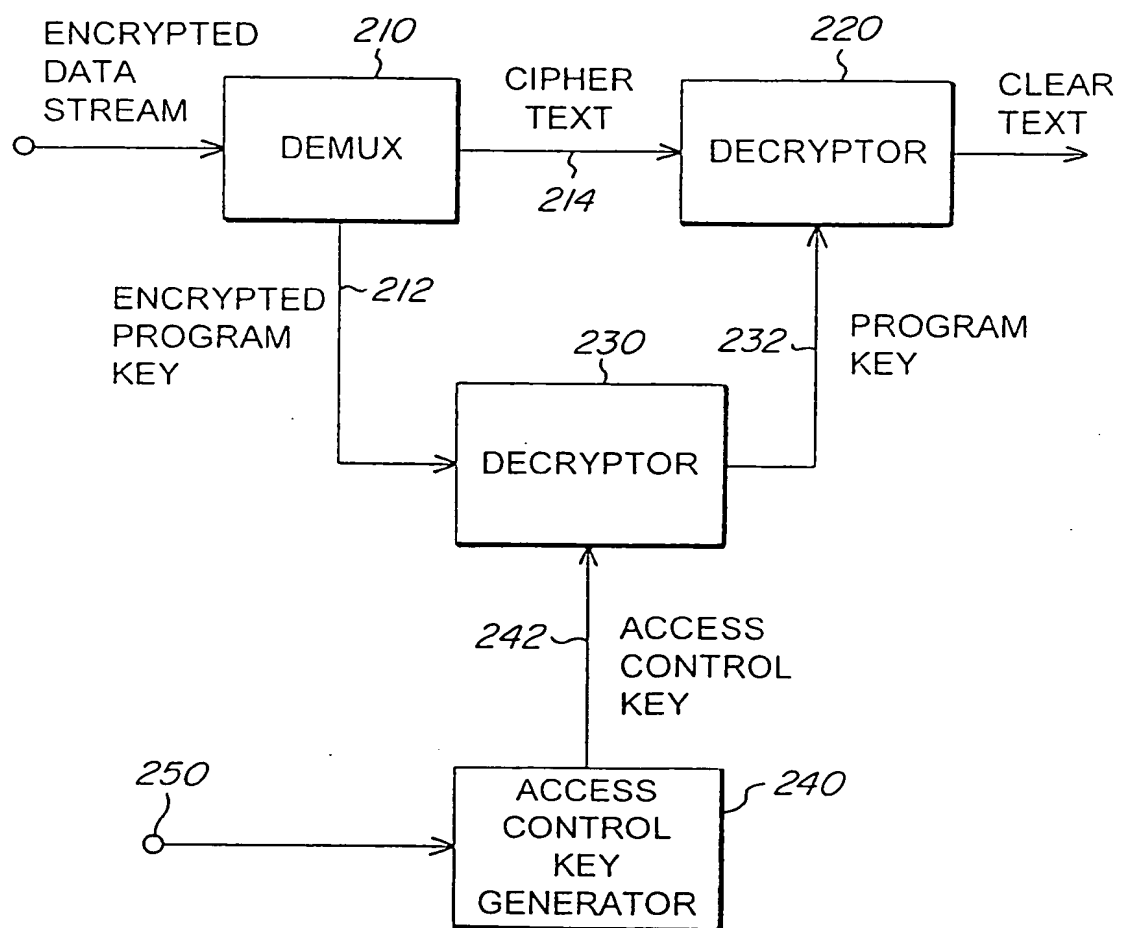 ENCRYPTED
DATA
STREAM
210
DEMUX
CIPHER
TEXT
214
220
DECRYPTOR
CLEAR
TEXT
212
ENCRYPTED
PROGRAM
KEY
230
DECRYPTOR
232
PROGRAM
KEY
242
ACCESS
CONTROL
KEY
250
ACCESS
CONTROL
KEY
GENERATOR
240